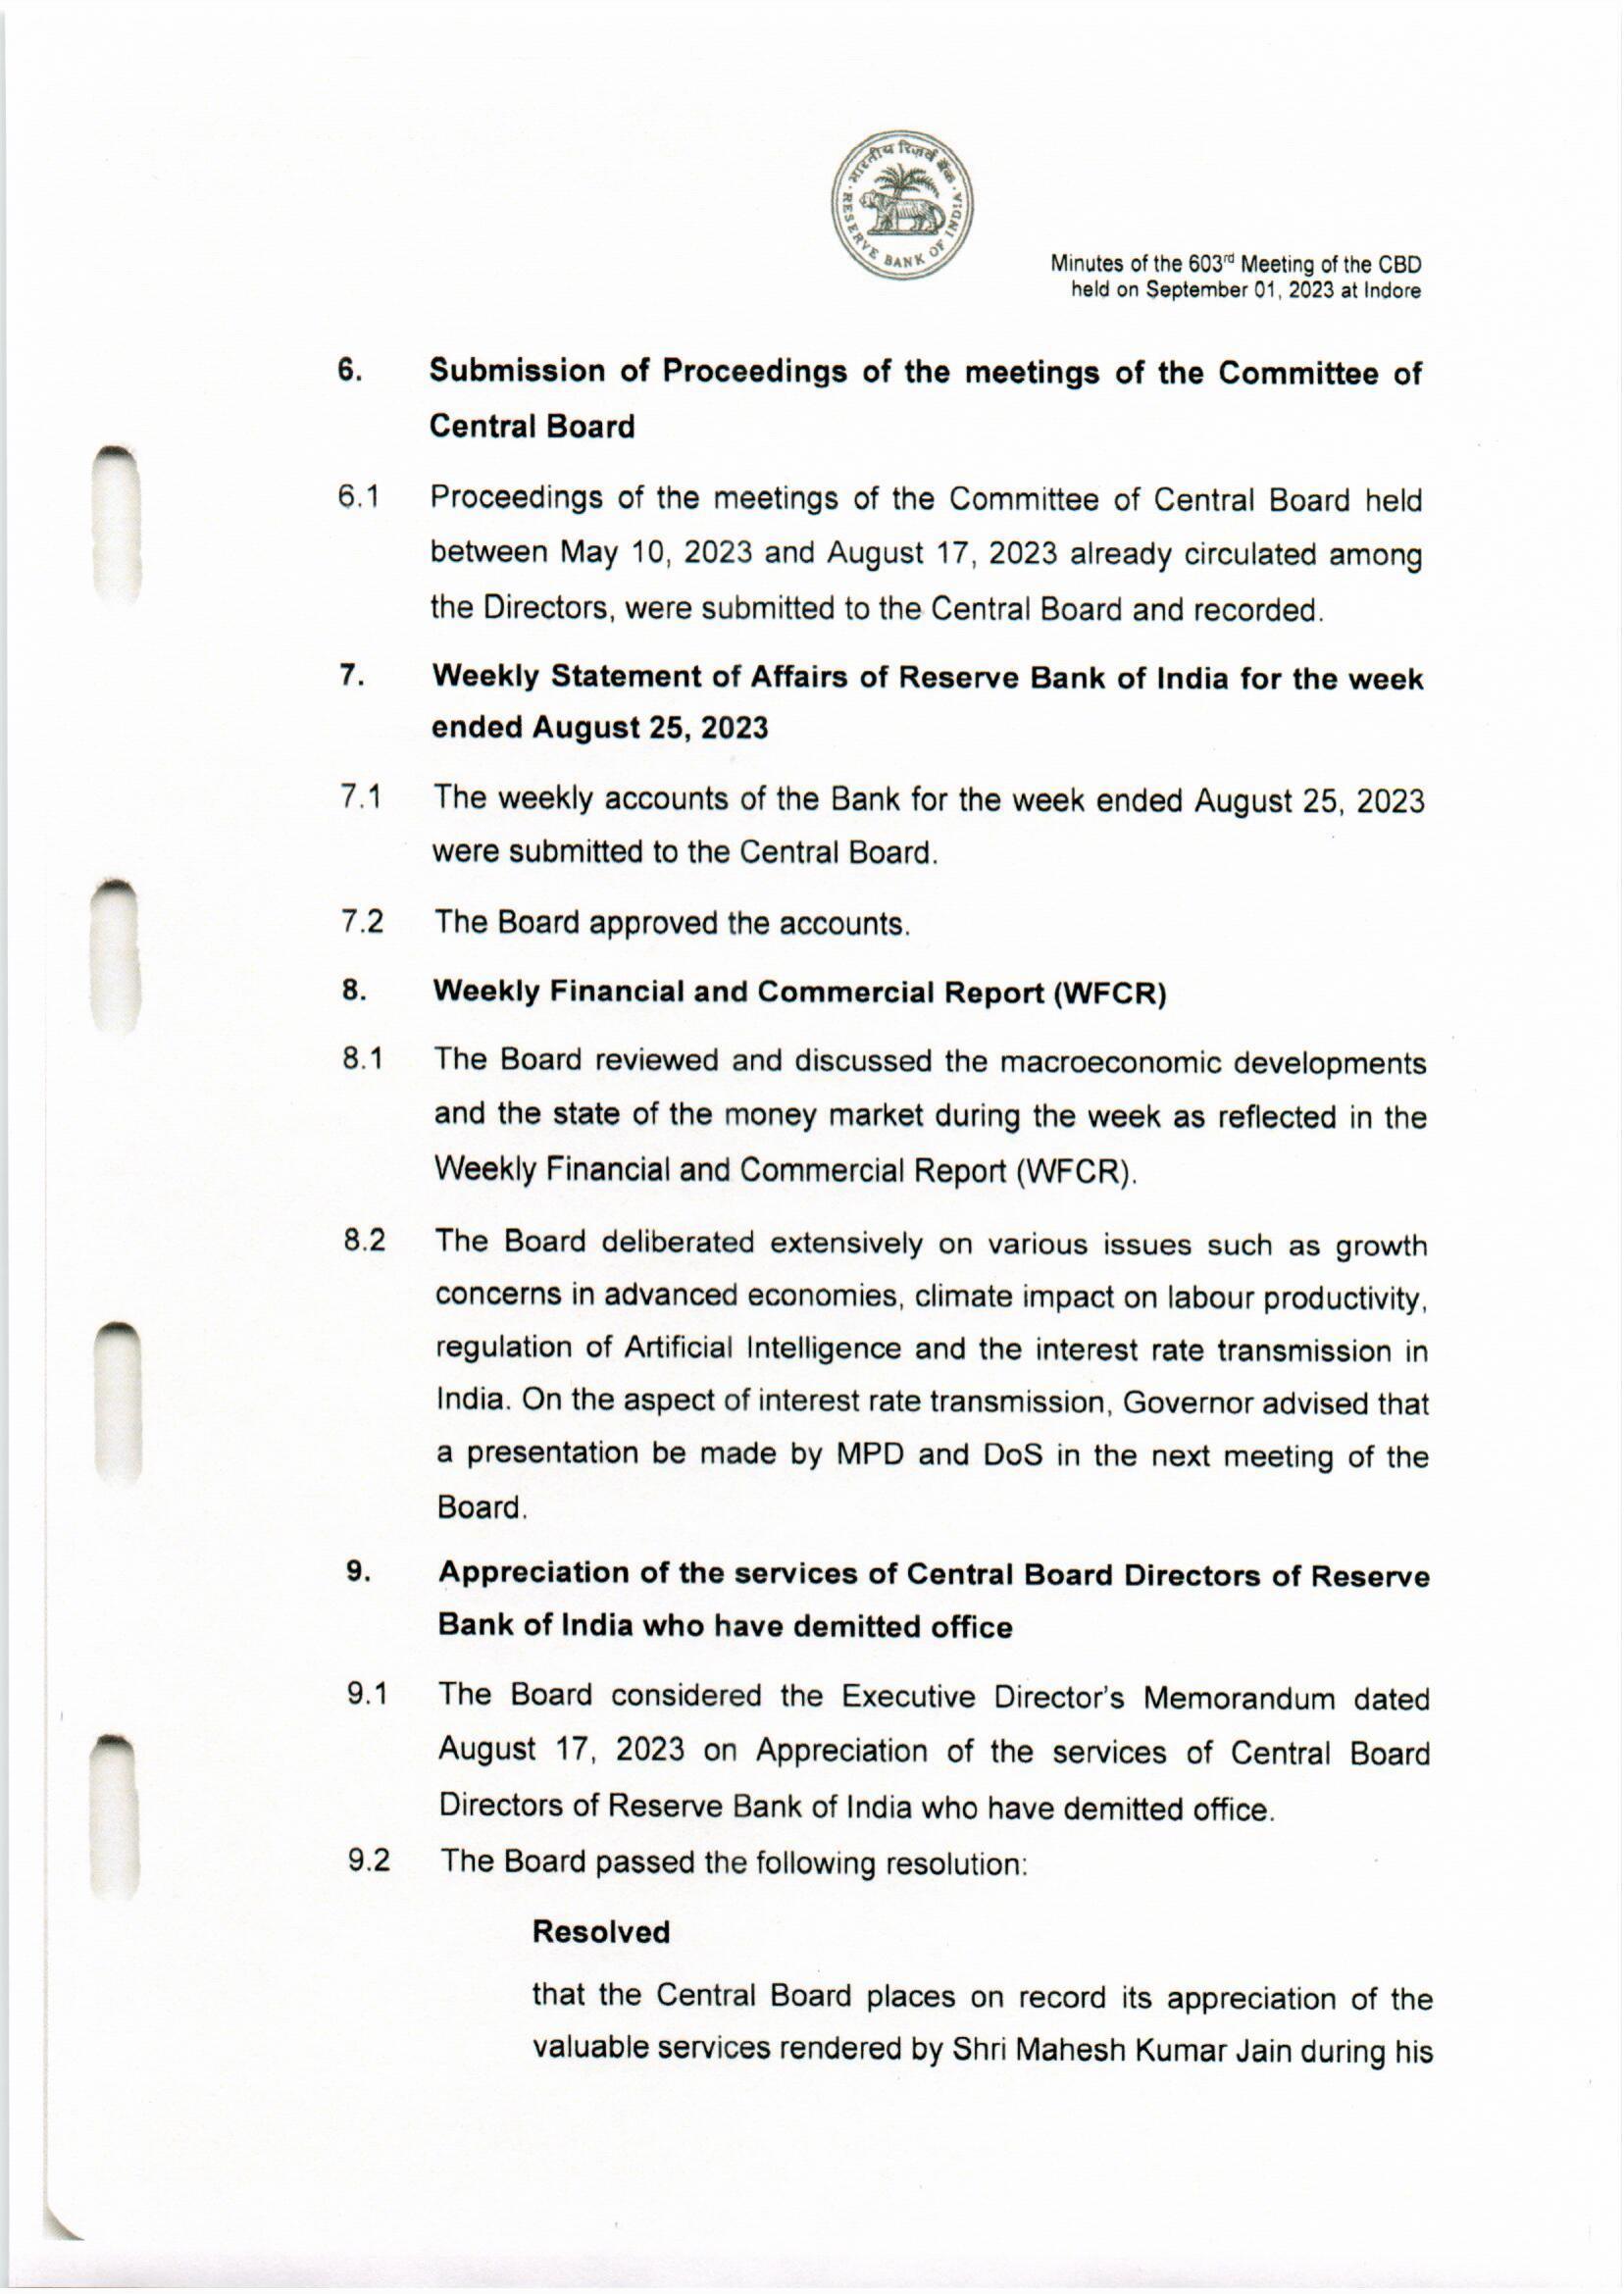 · भारतीय रिज़र्व बैंक ·
RESERVE BANK OF INDIA
Minutes of the 603rd Meeting of the CBD
held on September 01, 2023 at Indore
6. Submission of Proceedings of the meetings of the Committee of
Central Board
6.1 Proceedings of the meetings of the Committee of Central Board held
between May 10, 2023 and August 17, 2023 already circulated among
the Directors, were submitted to the Central Board and recorded.
7. Weekly Statement of Affairs of Reserve Bank of India for the week
ended August 25, 2023
7.1 The weekly accounts of the Bank for the week ended August 25, 2023
were submitted to the Central Board.
7.2 The Board approved the accounts.
8. Weekly Financial and Commercial Report (WFCR)
8.1 The Board reviewed and discussed the macroeconomic developments
and the state of the money market during the week as reflected in the
Weekly Financial and Commercial Report (WFCR).
8.2 The Board deliberated extensively on various issues such as growth
concerns in advanced economies, climate impact on labour productivity,
regulation of Artificial Intelligence and the interest rate transmission in
India. On the aspect of interest rate transmission, Governor advised that
a presentation be made by MPD and DoS in the next meeting of the
Board.
9. Appreciation of the services of Central Board Directors of Reserve
Bank of India who have demitted office
9.1 The Board considered the Executive Director's Memorandum dated
August 17, 2023 on Appreciation of the services of Central Board
Directors of Reserve Bank of India who have demitted office.
9.2 The Board passed the following resolution:
Resolved
that the Central Board places on record its appreciation of the
valuable services rendered by Shri Mahesh Kumar Jain during his